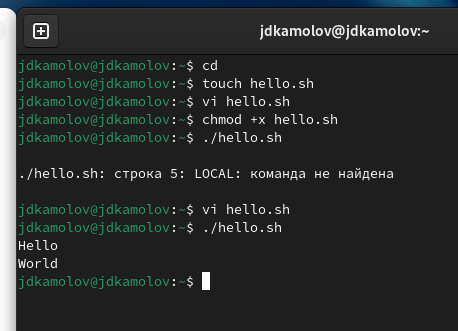 jdkamolov@jdkamolov:~
jdkamolov@jdkamolov:~$ cd
jdkamolov@jdkamolov:~$ touch hello.sh
jdkamolov@jdkamolov:~$ vi hello.sh
jdkamolov@jdkamolov:~$ chmod +x hello.sh
jdkamolov@jdkamolov:~$ ./hello.sh
./hello.sh: строка 5: LOCAL: команда не найдена
jdkamolov@jdkamolov:~$ vi hello.sh
jdkamolov@jdkamolov:~$ ./hello.sh
Hello
World
jdkamolov@jdkamolov:~$